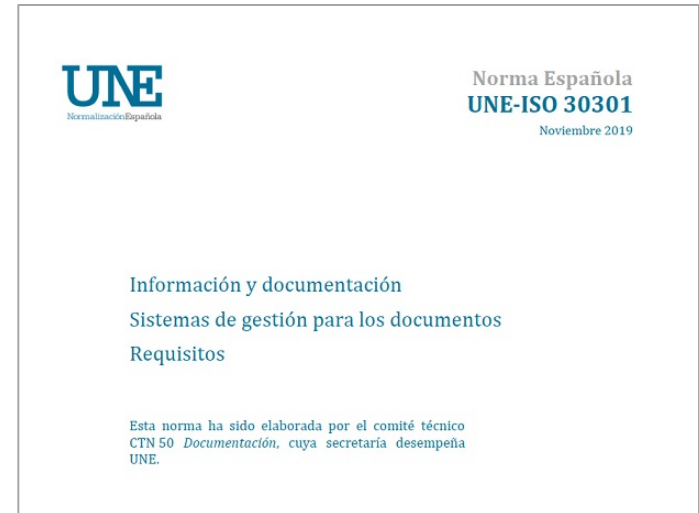 UNE
NormalizaciónEspañola
Norma Española
UNE-ISO 30301
Noviembre 2019
Información y documentación
Sistemas de gestión para los documentos
Requisitos
Esta norma ha sido elaborada por el comité técnico
CTN 50 Documentación, cuya secretaría desempeña
UNE.